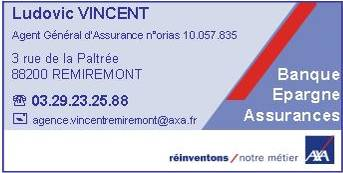 Ludovic VINCENT
Agent Général d'Assurance n°orias 10.057.835
3 rue de la Paltrée
88200 REMIREMONT
☎ 03.29.23.25.88
agence.vincentremiremont@axa.fr
Banque
Epargne
Assurances
réinventons / notre métier
AXA